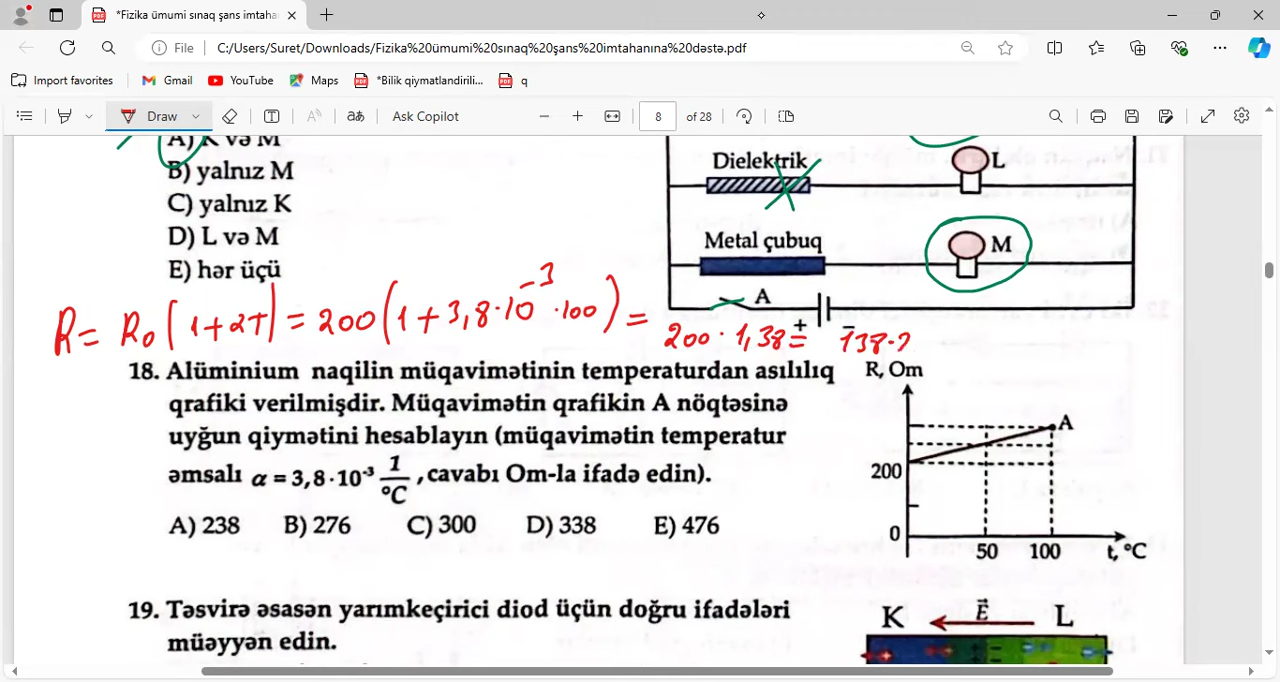 *Fizika ümumi sınaq şans imtaha
File
C:/Users/Suret/Downloads/Fizika%20ümumi%20sınaq%20şans%20imtahanına%20dəstə.pdf
Import favorites
Gmail
YouTube
Maps
*Bilik qiymatlandirili...
q
Draw
Ask Copilot
8 of 28
A) K və M
B) yalnız M
C) yalnız K
D) L və M
E) hər üçü
Dielektrik
L
Metal çubuq
M
A
+ −
R = R₀(1+αT) = 200(1+3,8·10⁻³·100) =
200·1,38=
138·2
18. Alüminium naqilin müqavimətinin temperaturdan asılılıq
qrafiki verilmişdir. Müqavimətin qrafikin A nöqtəsinə
uyğun qiymətini hesablayın (müqavimətin temperatur
əmsalı α = 3,8·10⁻³ 1/°C, cavabı Om-la ifadə edin).
A) 238 B) 276 C) 300 D) 338 E) 476
R, Om
A
200
0
50 100 t, °C
19. Təsvirə əsasən yarımkeçirici diod üçün doğru ifadələri
müəyyən edin.
K E L